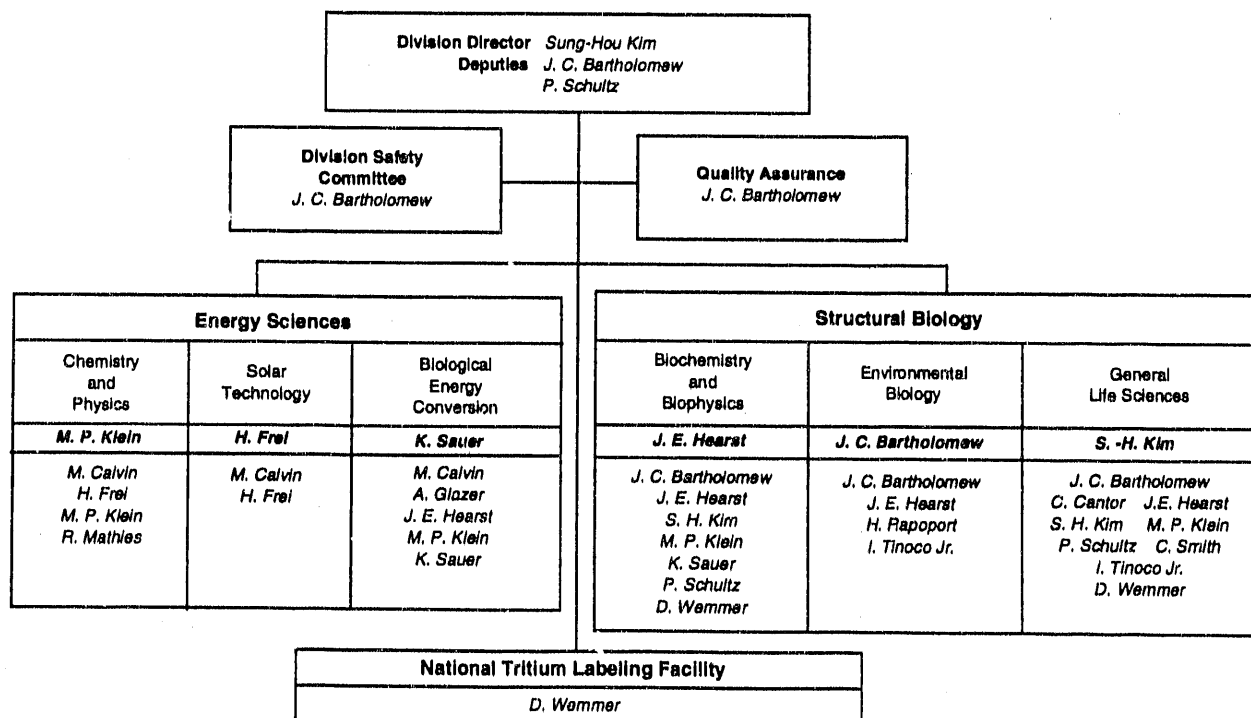 Division Director Sung-Hou Kim
Deputies J. C. Bartholomew
P. Schultz
Division Safety
Committee
J. C. Bartholomew
Quality Assurance
J. C. Bartholomew
Energy Sciences
Chemistry
and
Physics
Solar
Technology
Biological
Energy
Conversion
M. P. Klein
H. Frei
K. Sauer
M. Calvin
H. Frei
M. P. Klein
R. Mathies
M. Calvin
H. Frei
M. Calvin
A. Glazer
J. E. Hearst
M. P. Klein
K. Sauer
Structural Biology
Biochemistry
and
Biophysics
Environmental
Biology
General
Life Sciences
J. E. Hearst
J. C. Bartholomew
S. -H. Kim
J. C. Bartholomew
J. E. Hearst
S. H. Kim
M. P. Klein
K. Sauer
P. Schultz
D. Wemmer
J. C. Bartholomew
J. E. Hearst
H. Rapoport
I. Tinoco Jr.
J. C. Bartholomew
C. Cantor J.E. Hearst
S. H. Kim M. P. Klein
P. Schultz C. Smith
I. Tinoco Jr.
D. Wemmer
National Tritium Labeling Facility
D. Wemmer